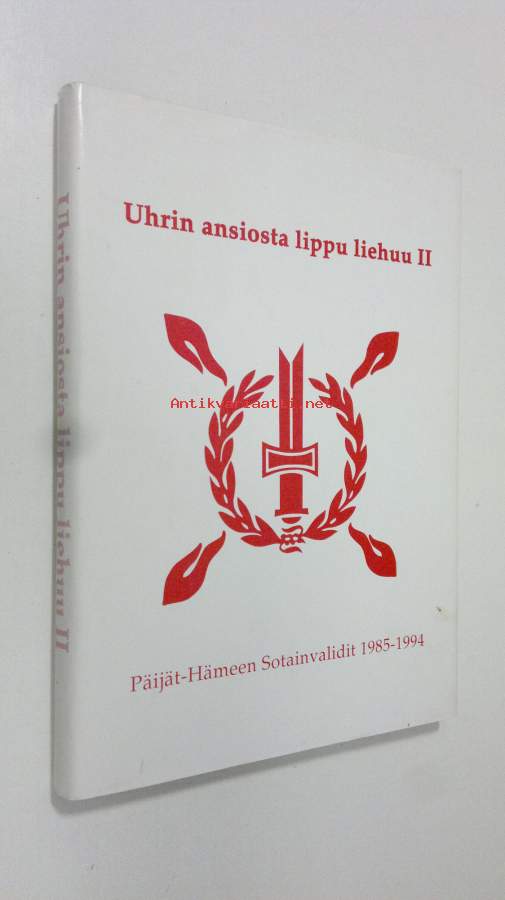 Uhrin ansiosta lippu liehuu II
Uhrin ansiosta lippu liehuu II
Antikvariaatti.net
Päijät-Hämeen Sotainvalidit 1985-1994